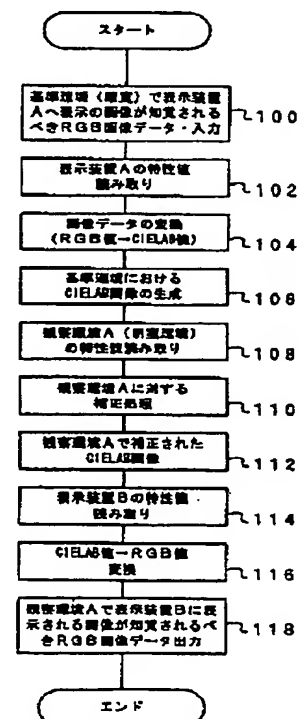 スタート
基準環境（暗室）で表示装置
Aへ表示の画像が知覚される
べきRGB画像データ・入力
100
表示装置Aの特性値
読み取り
102
画像データの変換
(RGB値→CIELAB値)
104
基準環境における
CIELAB画像の生成
106
観察環境A（明室環境）
の特性値読み取り
108
観察環境Aに対する
補正処理
110
観察環境Aで補正された
CIELAB画像
112
表示装置Bの特性値
読み取り
114
CIELAB値→RGB値
変換
116
観察環境Aで表示装置Bに表
示される画像が知覚されるべ
きRGB画像データ出力
118
エンド